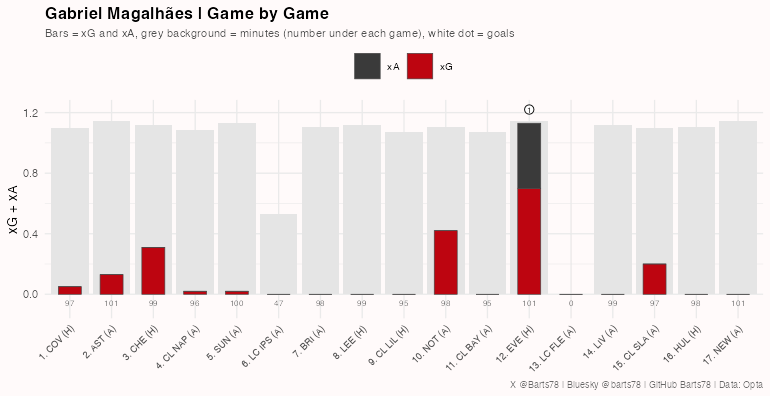 Gabriel Magalhães | Game by Game
Bars = xG and xA, grey background = minutes (number under each game), white dot = goals
xA xG
xG + xA
1.2
0.8
0.4
0.0
1
97 101 99 96 100 47 98 99 95 98 95 101 0 99 97 98 101
1. COV (H)
2. AST (A)
3. CHE (H)
4. CL NAP (A)
5. SUN (A)
6. LC IPS (A)
7. BRI (A)
8. LEE (H)
9. CL LIL (H)
10. NOT (A)
11. CL BAY (A)
12. EVE (H)
13. LC FLE (A)
14. LIV (A)
15. CL SLA (A)
16. HUL (H)
17. NEW (A)
X @Barts78 | Bluesky @barts78 | GitHub Barts78 | Data: Opta